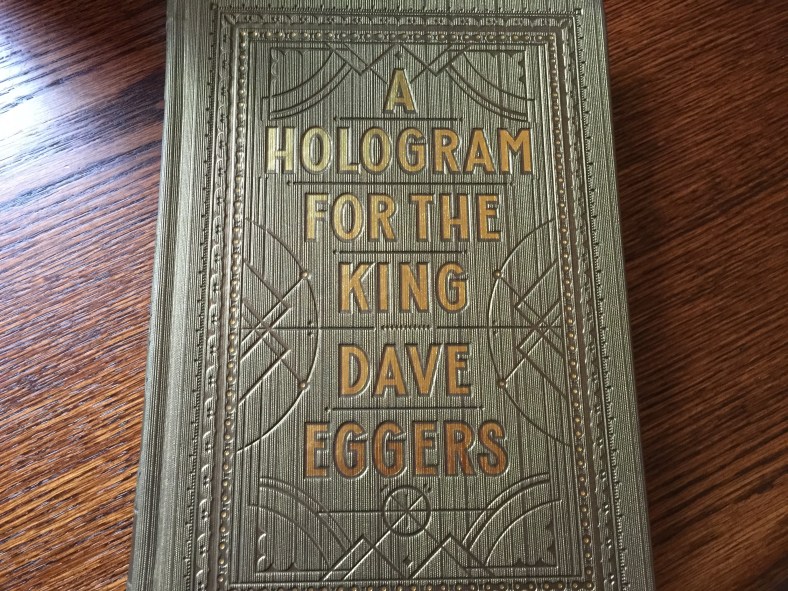 A
HOLOGRAM
FOR THE
KING
DAVE
EGGERS